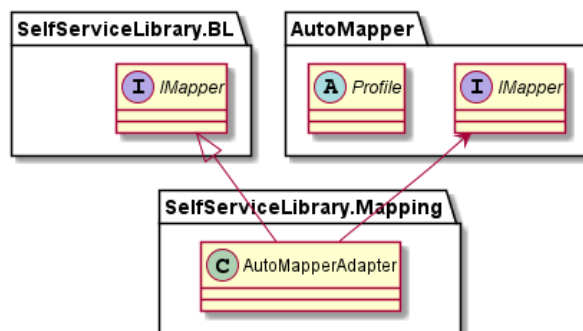 SelfServiceLibrary.BL
AutoMapper
I IMapper
A Profile
I IMapper
SelfServiceLibrary.Mapping
C AutoMapperAdapter